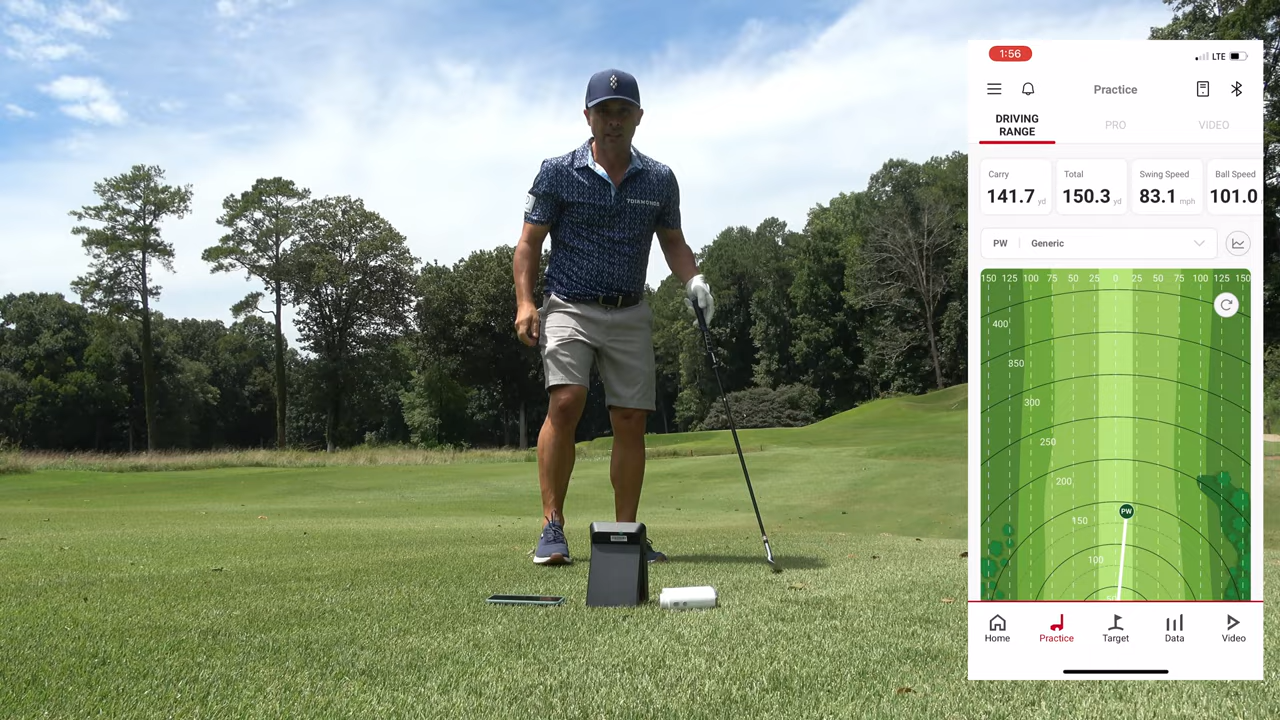 7DIAMONDS
1:56
LTE
Practice
DRIVING RANGE
PRO
VIDEO
Carry
141.7 yd
Total
150.3 yd
Swing Speed
83.1 mph
Ball Speed
101.0
PW
Generic
150 125 100 75 50 25 0 25 50 75 100 125 150
400
350
300
250
200
150
100
PW
Home
Practice
Target
Data
Video